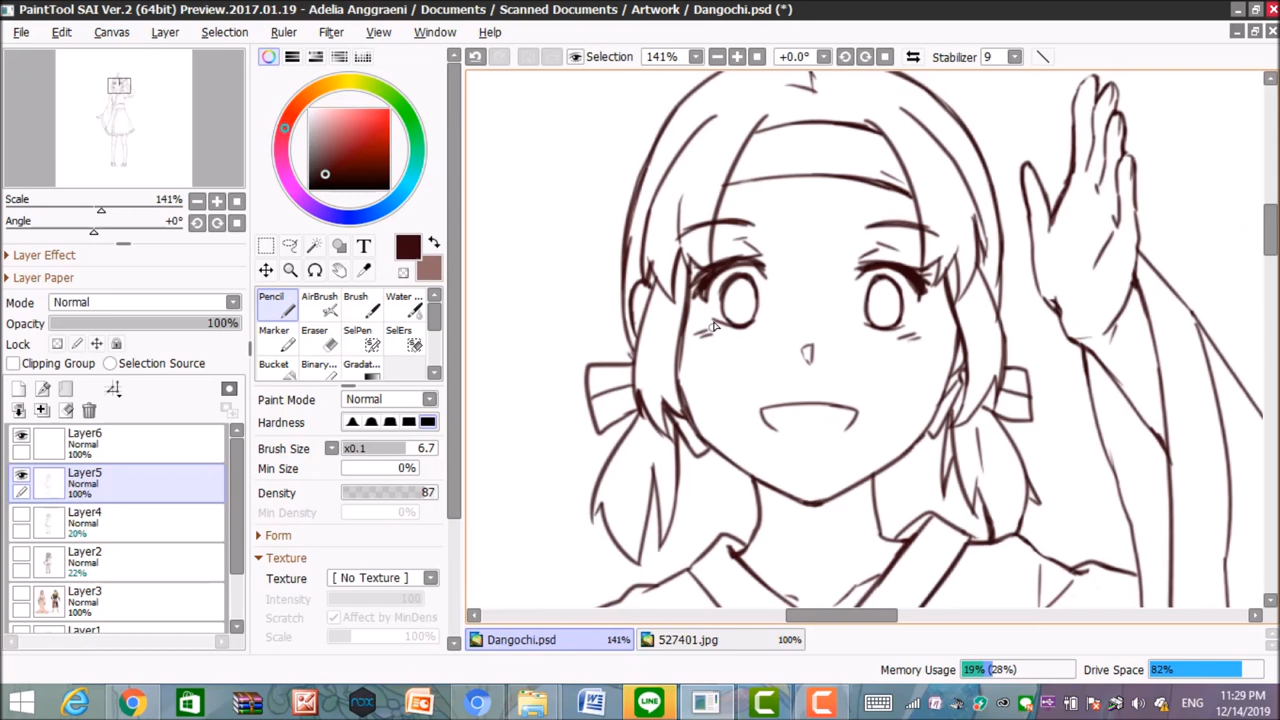 PaintTool SAI Ver.2 (64bit) Preview.2017.01.19 - Adelia Anggraeni / Documents / Scanned Documents / Artwork / Dangochi.psd (*)
File Edit Canvas Layer Selection Ruler Filter View Window Help
Selection 141% +0.0° Stabilizer 9
Scale 141%
Angle +0°
Layer Effect
Layer Paper
Mode Normal
Opacity 100%
Lock
Clipping Group Selection Source
Layer6
Normal
100%
Layer5
Normal
100%
Layer4
Normal
20%
Layer2
Normal
22%
Layer3
Normal
100%
Layer1
T
Pencil AirBrush Brush Water ...
Marker Eraser SelPen SelErs
Bucket Binary... Gradat...
Paint Mode Normal
Hardness
Brush Size x0.1 6.7
Min Size 0%
Density 87
Min Density 0%
Form
Texture
Texture [ No Texture ]
Intensity 100
Scratch Affect by MinDens
Scale 100%
Dangochi.psd 141% 527401.jpg 100%
Memory Usage 19% (28%) Drive Space 82%
nox LINE ENG 11:29 PM
12/14/2019